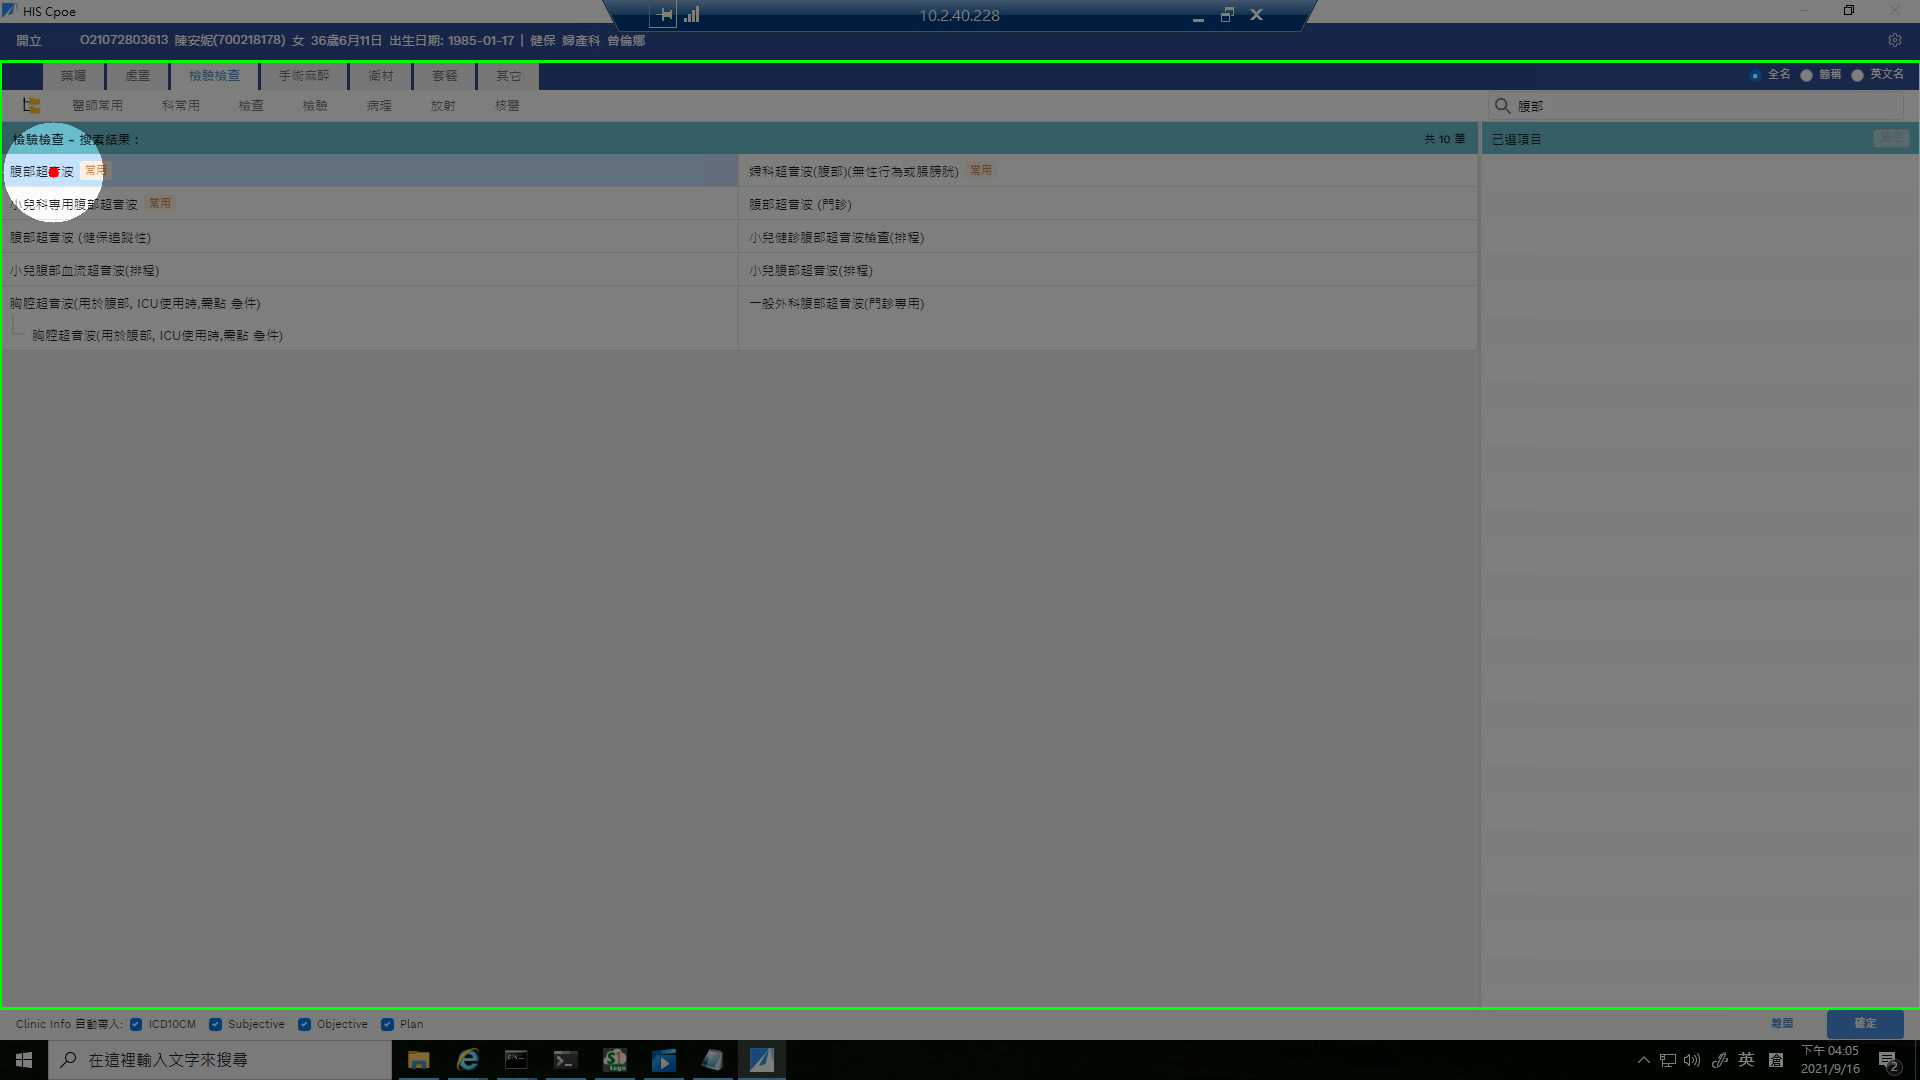 HIS Cpoe
10.2.40.228
開立 O21072803613 陳安妮(700218178) 女 36歲6月11日 出生日期: 1985-01-17 | 健保 婦產科 曾倫娜
藥囑 處置 檢驗檢查 手術麻醉 衛材 套餐 其它 全名 簡稱 英文名
醫師常用 科常用 檢查 檢驗 病理 放射 核醫 腹部
檢驗檢查 - 搜索結果 : 共 10 筆 已選項目 清空
腹部超音波 常用 婦科超音波(腹部)(無性行為或脹膀胱) 常用
小兒科專用腹部超音波 常用 腹部超音波 (門診)
腹部超音波 (健保追蹤性) 小兒健診腹部超音波檢查(排程)
小兒腹部血流超音波(排程) 小兒腹部超音波(排程)
胸腔超音波(用於腹部, ICU使用時,需點 急件) 一般外科腹部超音波(門診專用)
胸腔超音波(用於腹部, ICU使用時,需點 急件)
Clinic Info 自動帶入: ICD10CM Subjective Objective Plan 離開 確定
在這裡輸入文字來搜尋 英 下午 04:05
2021/9/16 2